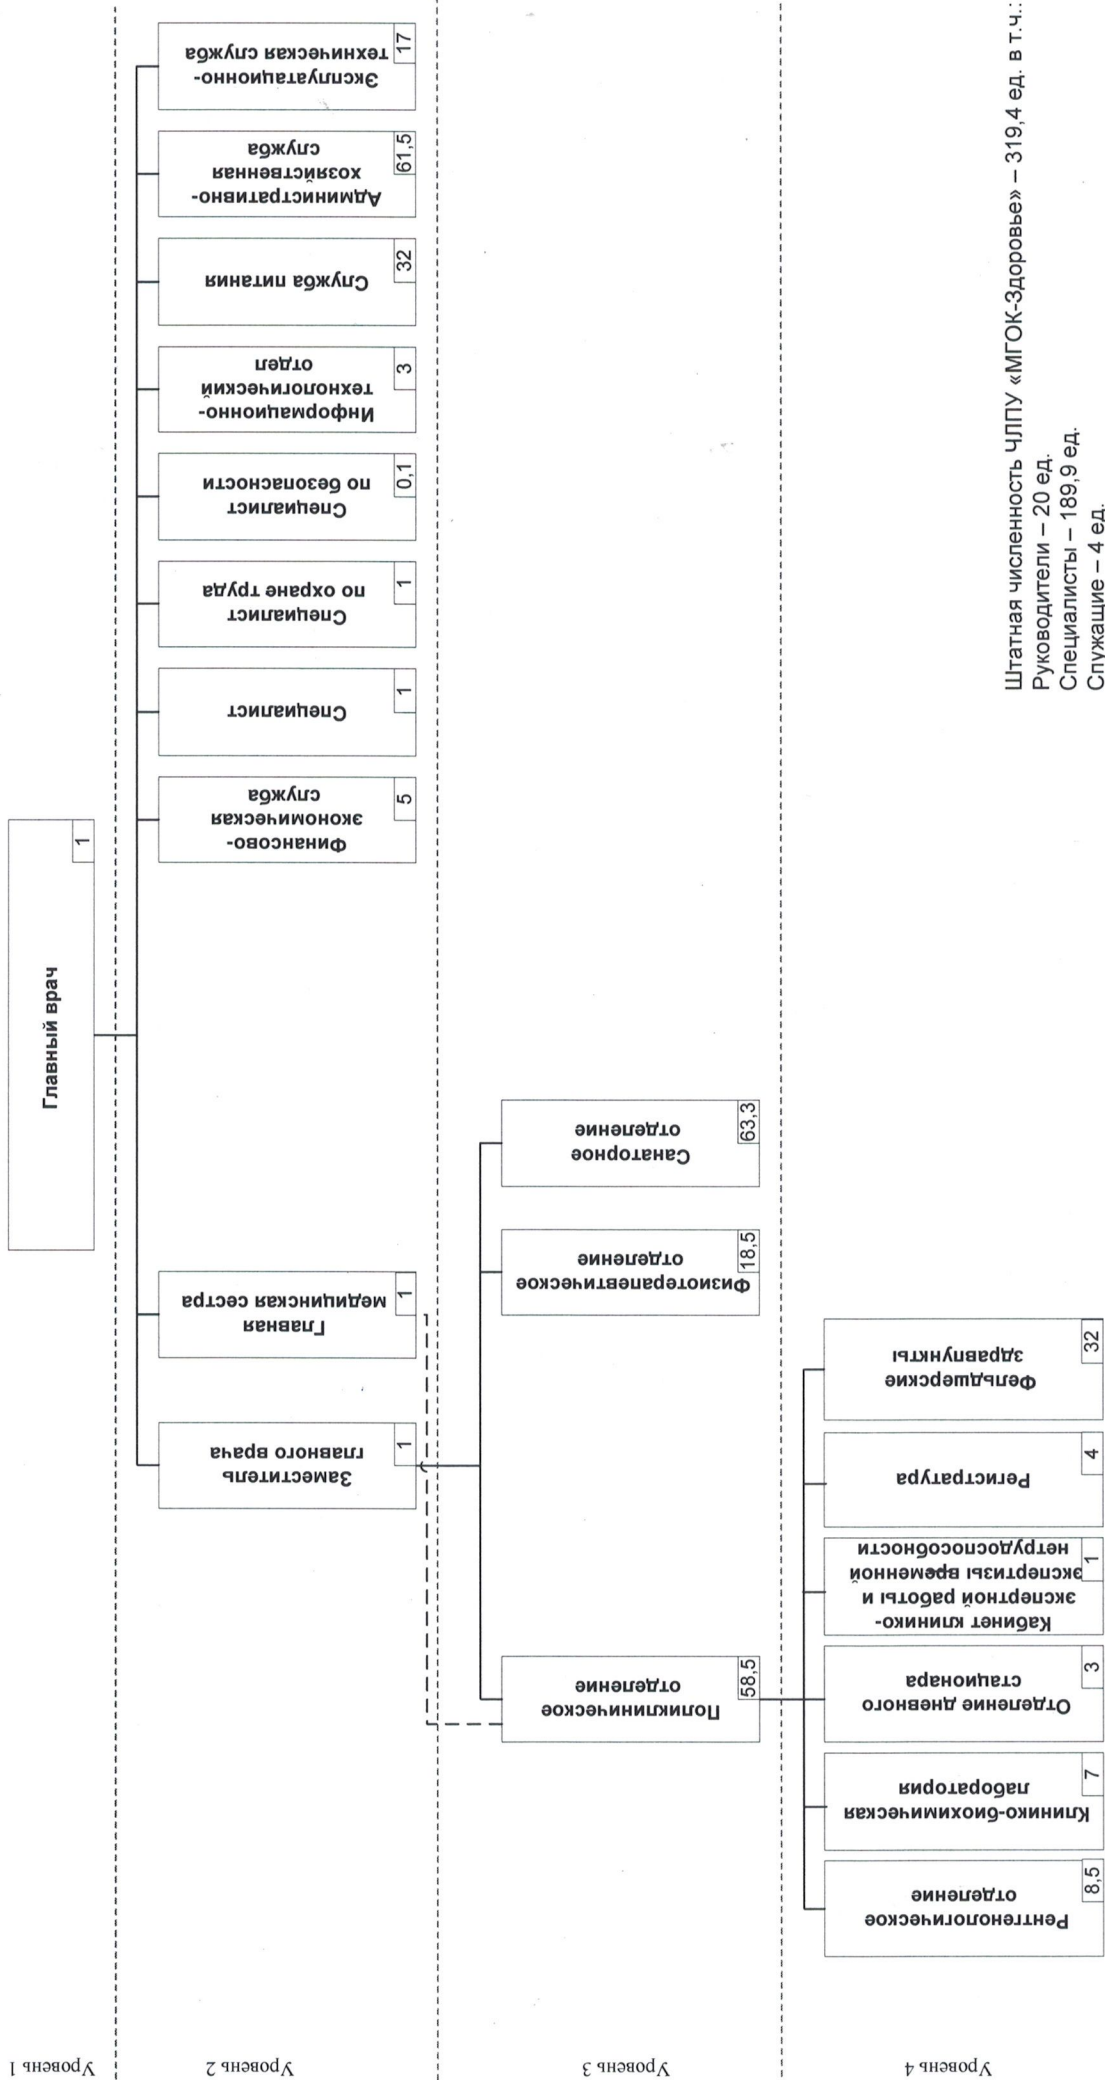 Уровень 1
Главный врач
1
Уровень 2
Заместитель
главного врача
1
Главная
медицинская сестра
1
Финансово-
экономическая
служба
5
Специалист
1
Специалист
по охране труда
1
Специалист
по безопасности
0,1
Информационно-
технологический
отдел
3
Служба питания
32
Административно-
хозяйственная
служба
61,5
Эксплуатационно-
техническая служба
17
Уровень 3
Поликлиническое
отделение
58,5
Физиотерапевтическое
отделение
18,5
Санаторное
отделение
63,3
Уровень 4
Рентгенологическое
отделение
8,5
Клинико-биохимическая
лаборатория
7
Отделение дневного
стационара
3
Кабинет клинико-
экспертной работы и
экспертизы временной
нетрудоспособности
1
Регистратура
4
Фельдшерские
здравпункты
32
Штатная численность ЧЛПУ «МГОК-Здоровье» – 319,4 ед. в т.ч.:
Руководители – 20 ед.
Специалисты – 189,9 ед.
Служащие – 4 ед.